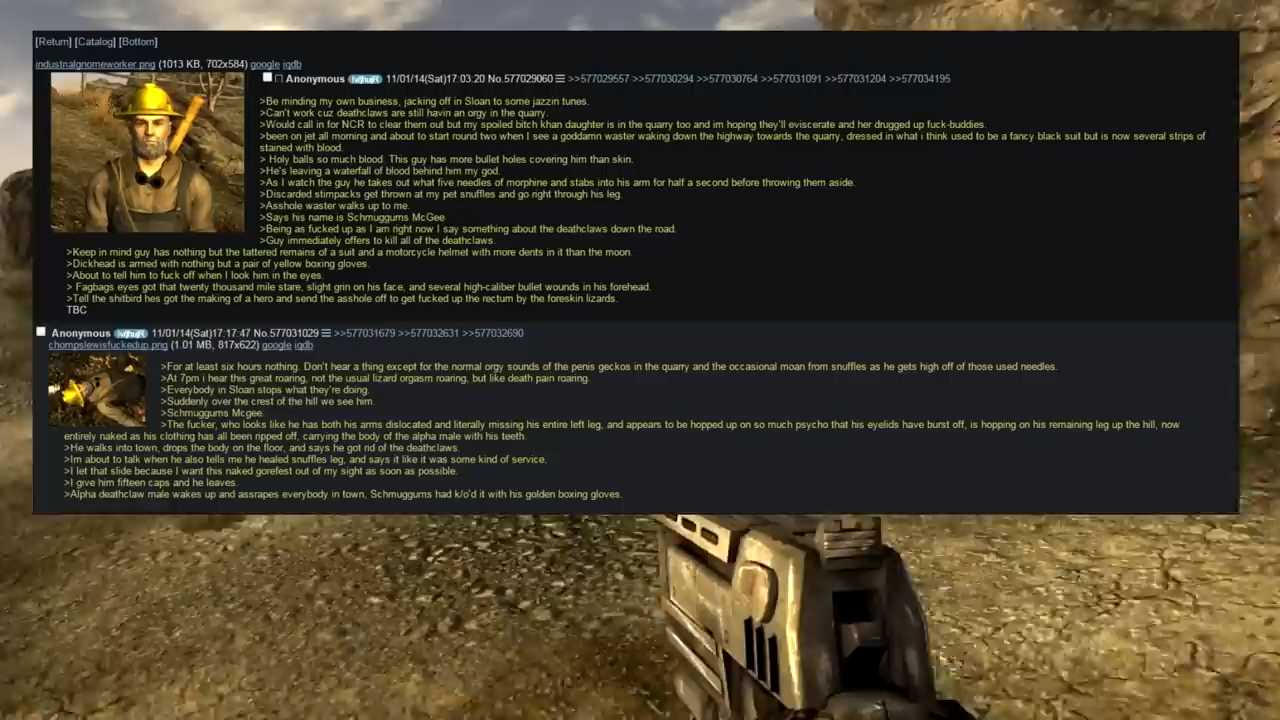 [Return] [Catalog] [Bottom]
industrialgnomeworker.png (1013 KB, 702x584) google iqdb
Anonymous 11/01/14(Sat)17:03:20 No.577029060 >>577029557 >>577030294 >>577030764 >>577031091 >>577031204 >>577034195
>Be minding my own business, jacking off in Sloan to some jazzin tunes.
>Can't work cuz deathclaws are still havin an orgy in the quarry.
>Would call in for NCR to clear them out but my spoiled bitch khan daughter is in the quarry too and im hoping they'll eviscerate and her drugged up fuck-buddies.
>been on jet all morning and about to start round two when I see a goddamn waster waking down the highway towards the quarry, dressed in what i think used to be a fancy black suit but is now several strips of
stained with blood.
> Holy balls so much blood. This guy has more bullet holes covering him than skin.
>He's leaving a waterfall of blood behind him my god.
>As I watch the guy he takes out what five needles of morphine and stabs into his arm for half a second before throwing them aside.
>Discarded stimpacks get thrown at my pet snuffles and go right through his leg.
>Asshole waster walks up to me.
>Says his name is Schmuggums McGee
>Being as fucked up as I am right now I say something about the deathclaws down the road.
>Guy immediately offers to kill all of the deathclaws.
>Keep in mind guy has nothing but the tattered remains of a suit and a motorcycle helmet with more dents in it than the moon.
>Dickhead is armed with nothing but a pair of yellow boxing gloves.
>About to tell him to fuck off when I look him in the eyes.
> Fagbags eyes got that twenty thousand mile stare, slight grin on his face, and several high-caliber bullet wounds in his forehead.
>Tell the shitbird hes got the making of a hero and send the asshole off to get fucked up the rectum by the foreskin lizards.
TBC
Anonymous 11/01/14(Sat)17:17:47 No.577031029 >>577031679 >>577032631 >>577032690
chompslewisfuckedup.png (1.01 MB, 817x622) google iqdb
>For at least six hours nothing. Don't hear a thing except for the normal orgy sounds of the penis geckos in the quarry and the occasional moan from snuffles as he gets high off of those used needles.
>At 7pm i hear this great roaring, not the usual lizard orgasm roaring, but like death pain roaring.
>Everybody in Sloan stops what they're doing.
>Suddenly over the crest of the hill we see him.
>Schmuggums Mcgee.
>The fucker, who looks like he has both his arms dislocated and literally missing his entire left leg, and appears to be hopped up on so much psycho that his eyelids have burst off, is hopping on his remaining leg up the hill, now
entirely naked as his clothing has all been ripped off, carrying the body of the alpha male with his teeth.
>He walks into town, drops the body on the floor, and says he got rid of the deathclaws.
>Im about to talk when he also tells me he healed snuffles leg, and says it like it was some kind of service.
>I let that slide because I want this naked gorefest out of my sight as soon as possible.
>I give him fifteen caps and he leaves.
>Alpha deathclaw male wakes up and assrapes everybody in town, Schmuggums had k/o'd it with his golden boxing gloves.